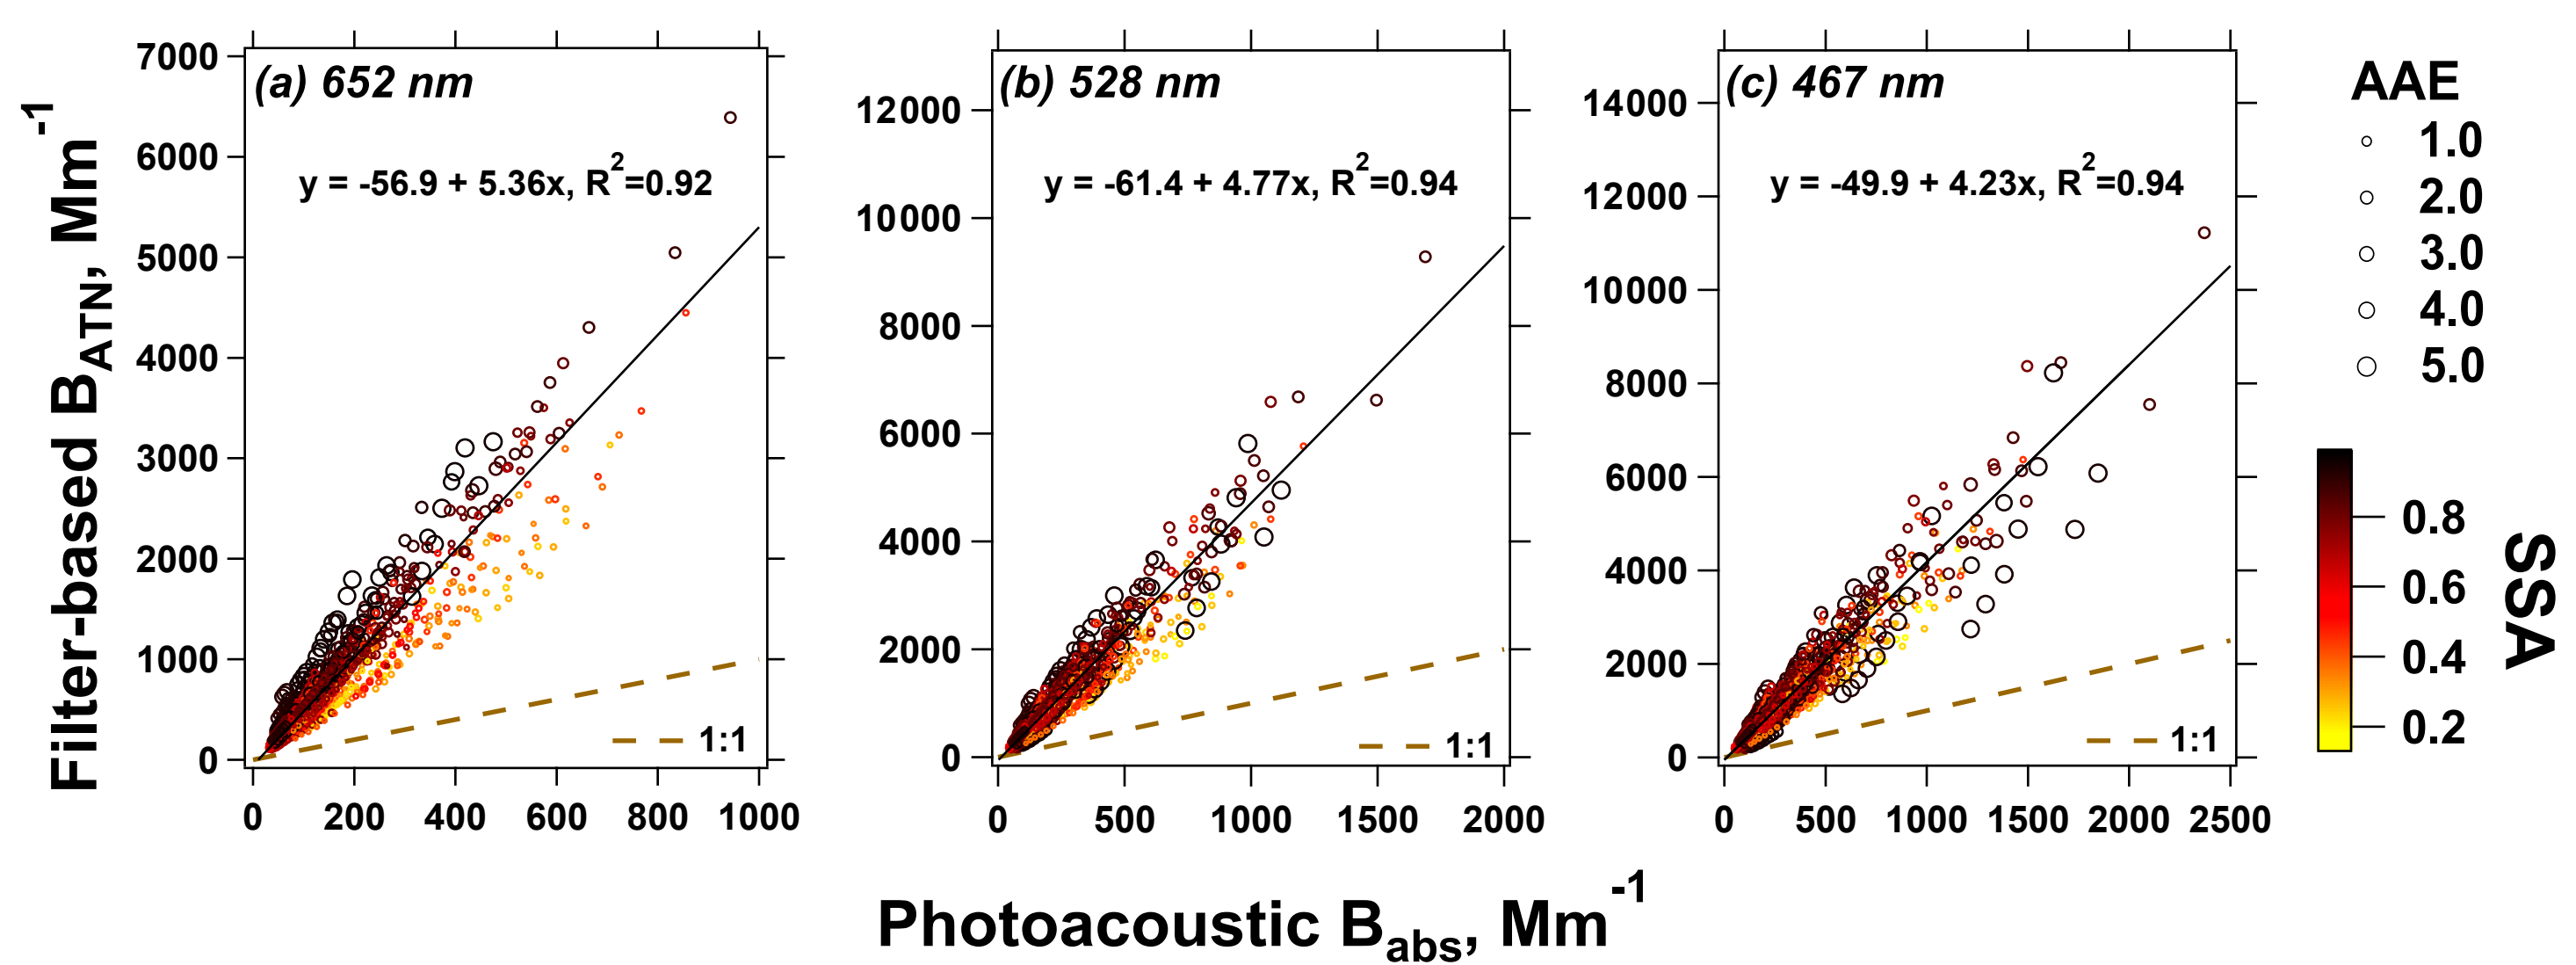 Filter-based B_ATN, Mm^-1
(a) 652 nm
y = -56.9 + 5.36x, R^2=0.92
7000
6000
5000
4000
3000
2000
1000
0
1:1
0 200 400 600 800 1000
(b) 528 nm
y = -61.4 + 4.77x, R^2=0.94
12000
10000
8000
6000
4000
2000
0
1:1
0 500 1000 1500 2000
(c) 467 nm
y = -49.9 + 4.23x, R^2=0.94
14000
12000
10000
8000
6000
4000
2000
0
1:1
0 500 1000 1500 2000 2500
AAE
1.0
2.0
3.0
4.0
5.0
0.8
0.6
0.4
0.2
SSA
Photoacoustic B_abs, Mm^-1